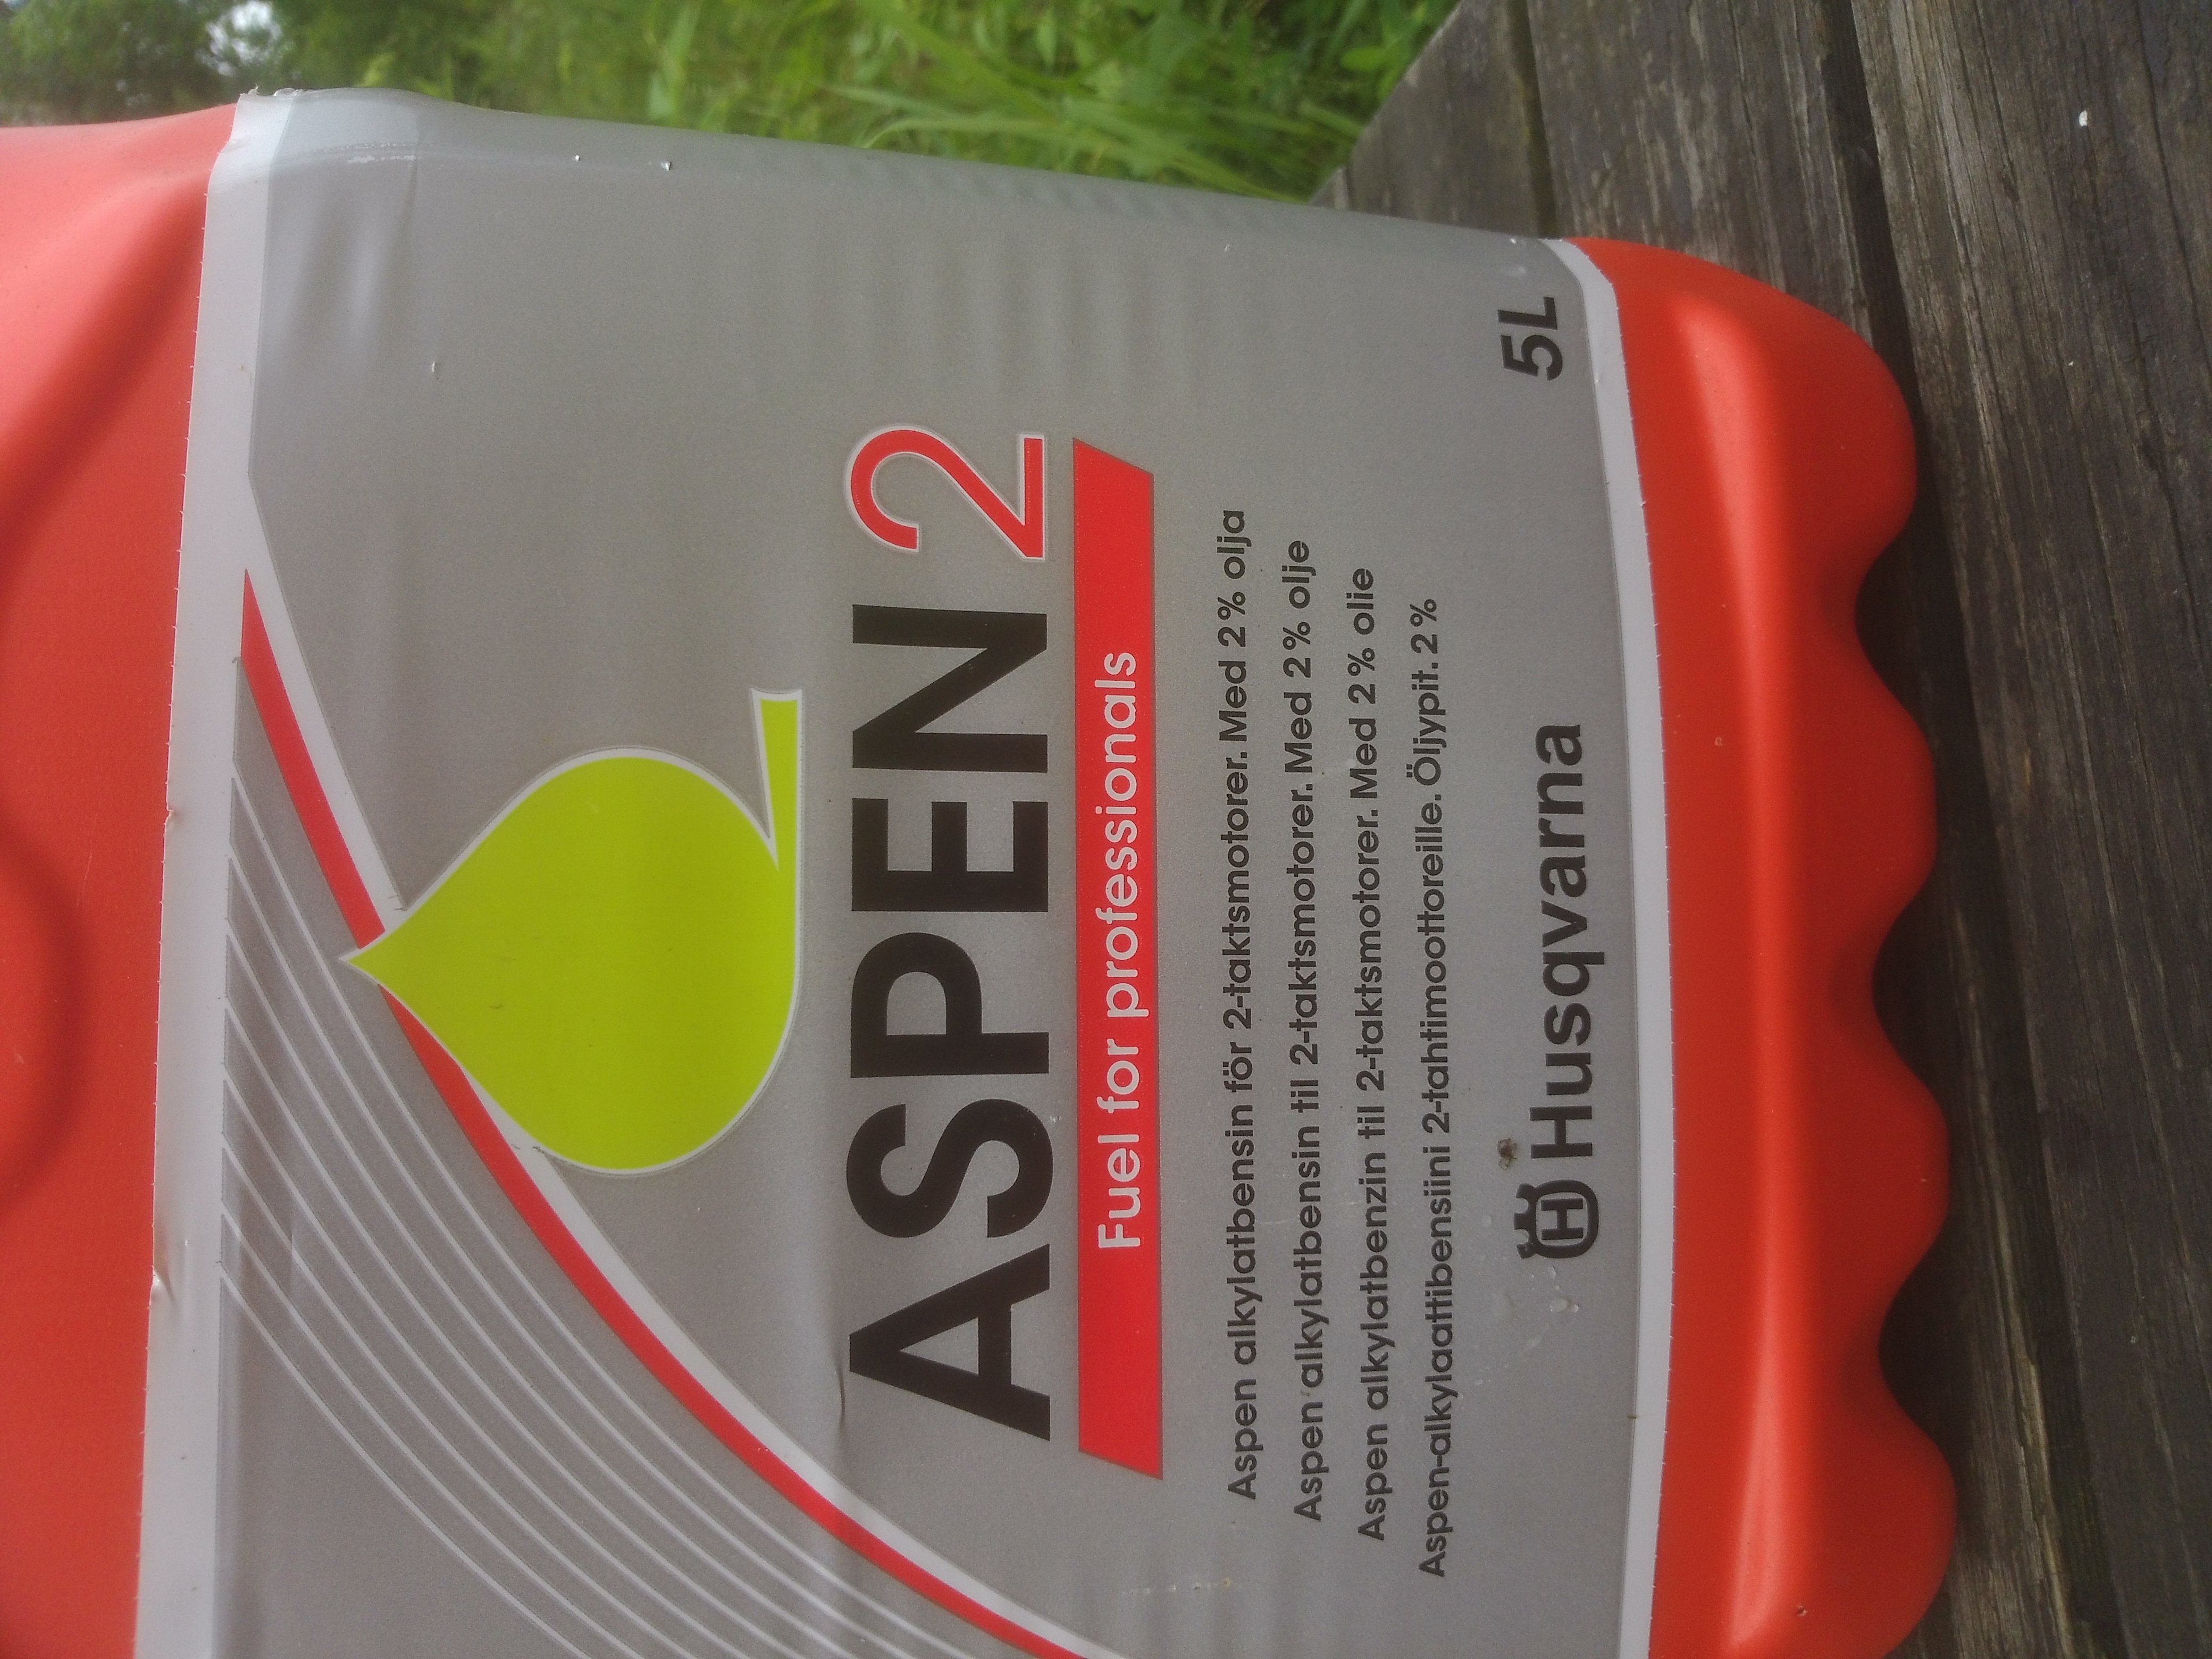 ASPEN 2
Fuel for professionals
Aspen alkylatbensin för 2-taktsmotorer. Med 2% olja
Aspen alkylatbensin til 2-taktsmotorer. Med 2% olje
Aspen alkylatbenzin til 2-taktsmotorer. Med 2% olie
Aspen-alkylaattibensiini 2-tahtimoottoreille. Öljypit. 2%
H Husqvarna
5L